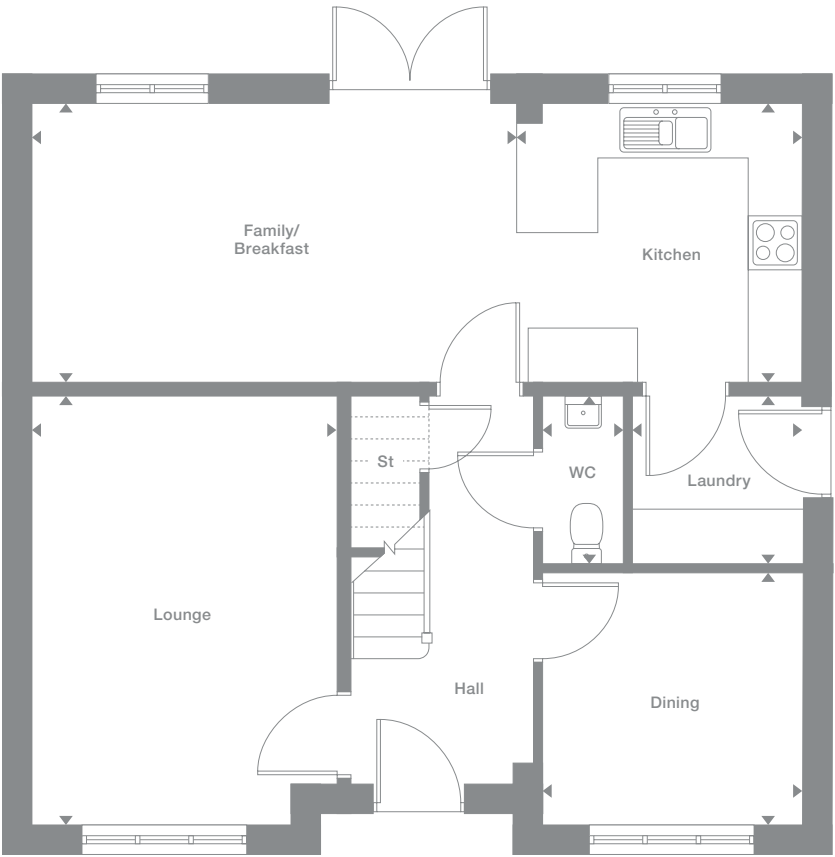 Family/
Breakfast
Kitchen
St
WC
Laundry
Lounge
Hall
Dining